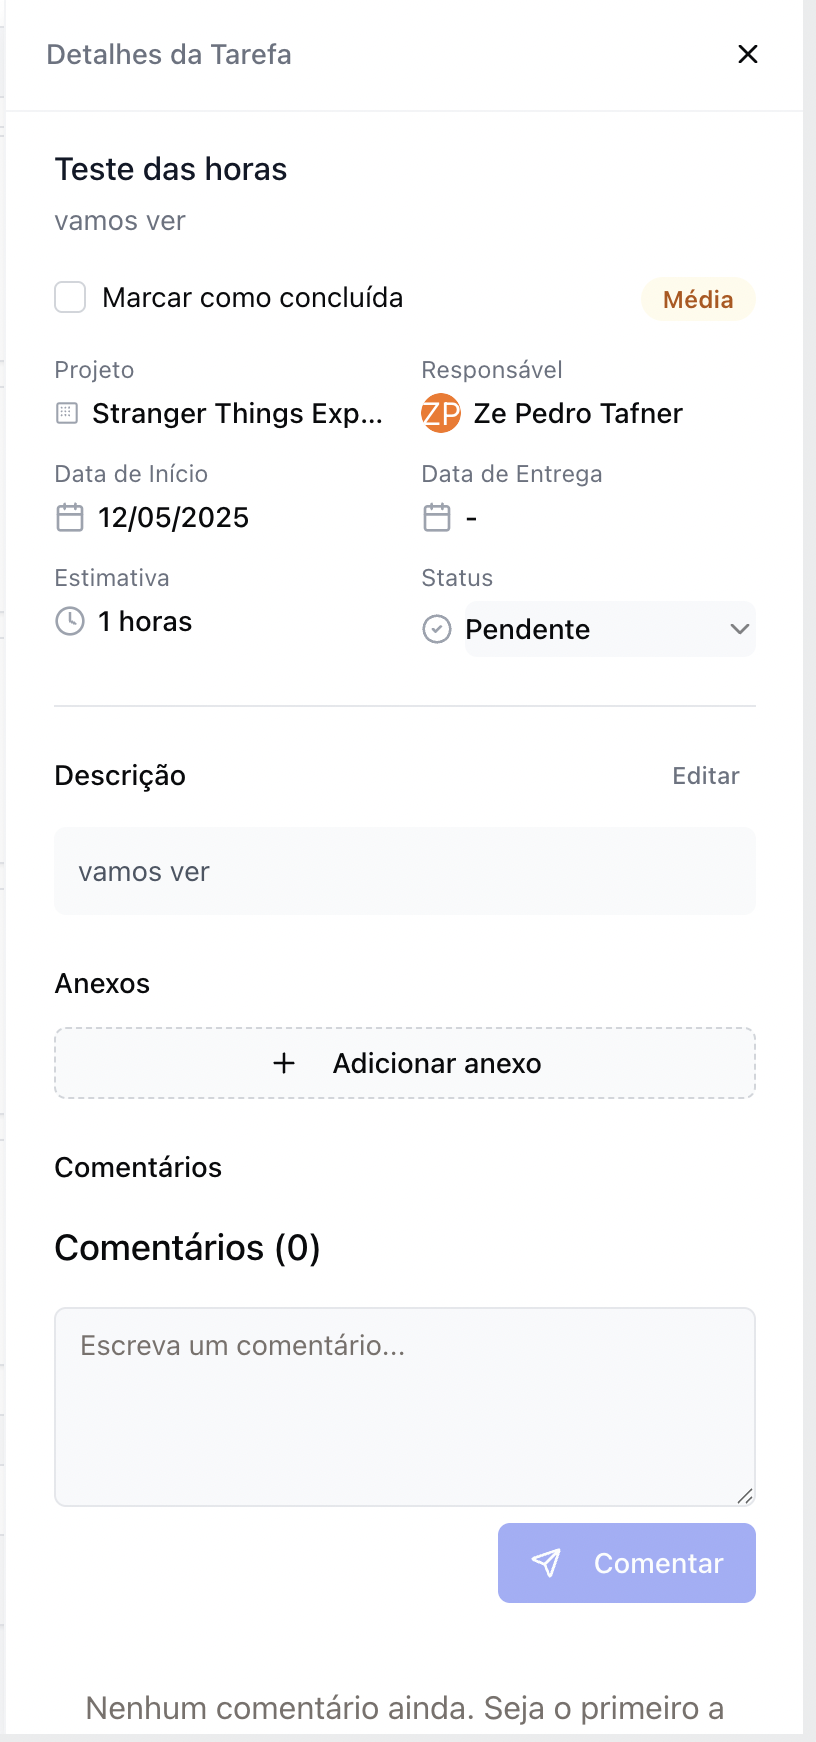 Detalhes da Tarefa
Teste das horas
vamos ver
Marcar como concluída
Média
Projeto
Responsável
Stranger Things Exp...
ZP Ze Pedro Tafner
Data de Início
Data de Entrega
12/05/2025
-
Estimativa
Status
1 horas
Pendente
Descrição
Editar
vamos ver
Anexos
+ Adicionar anexo
Comentários
Comentários (0)
Escreva um comentário...
Comentar
Nenhum comentário ainda. Seja o primeiro a